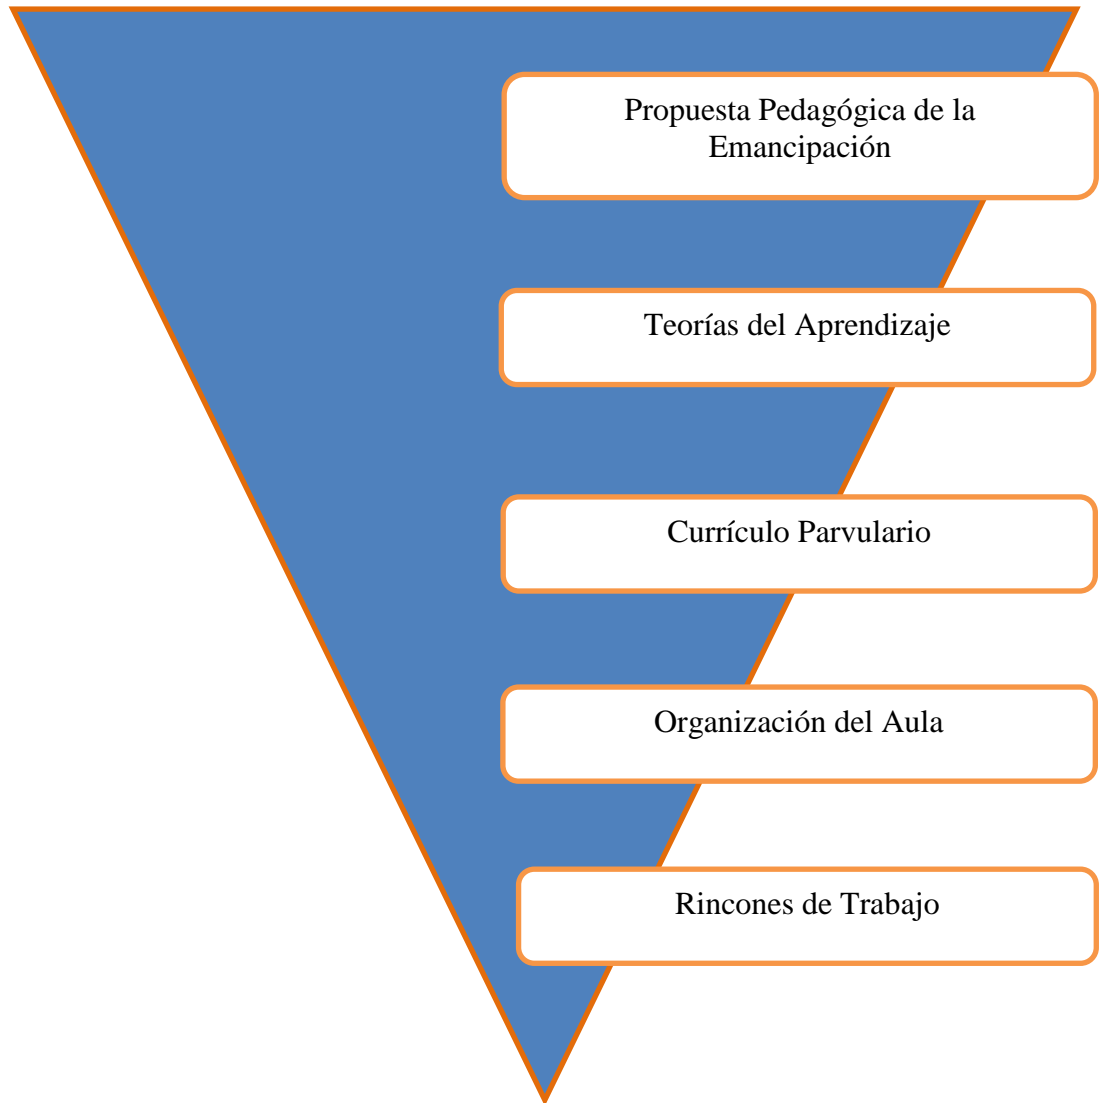 Propuesta Pedagógica de la
Emancipación
Teorías del Aprendizaje
Currículo Parvulario
Organización del Aula
Rincones de Trabajo